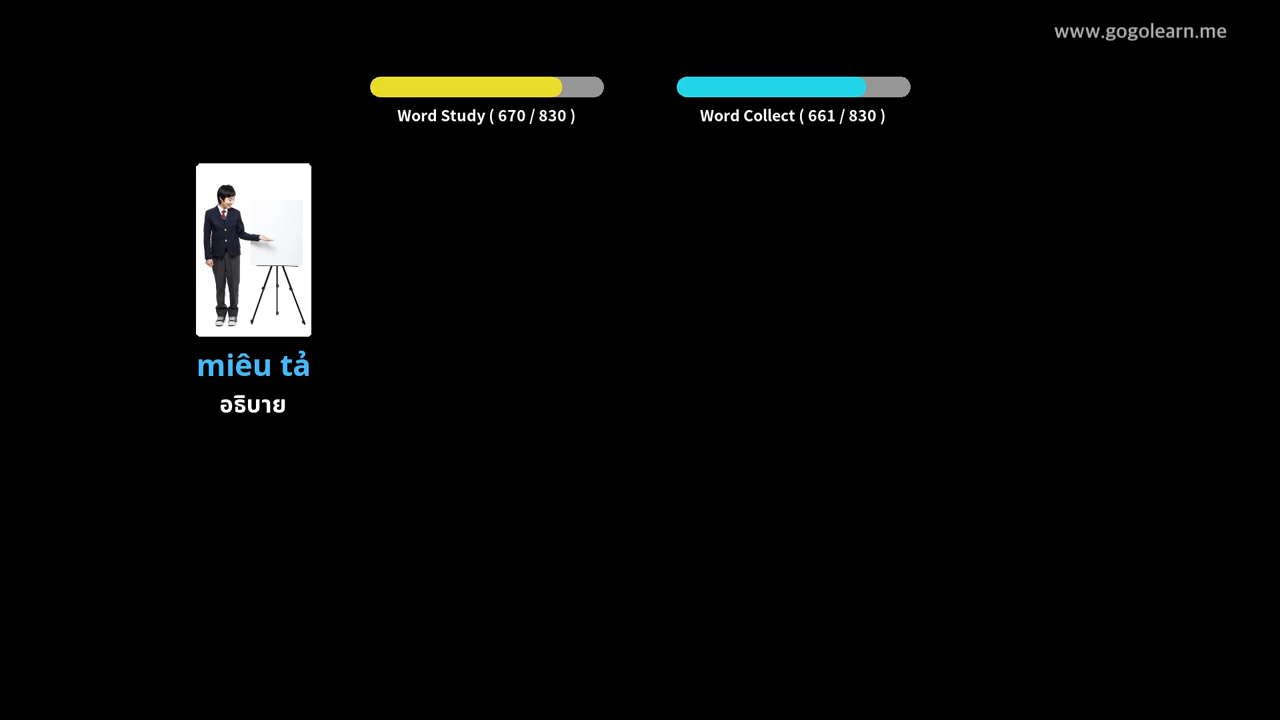 www.gogolearn.me
Word Study ( 670 / 830 )
Word Collect ( 661 / 830 )
miêu tả
อธิบาย